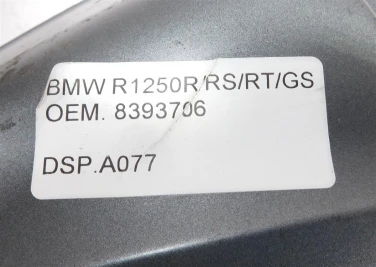 BMW R1250R/RS/RT/GS
OEM. 8393706
DSP.A077